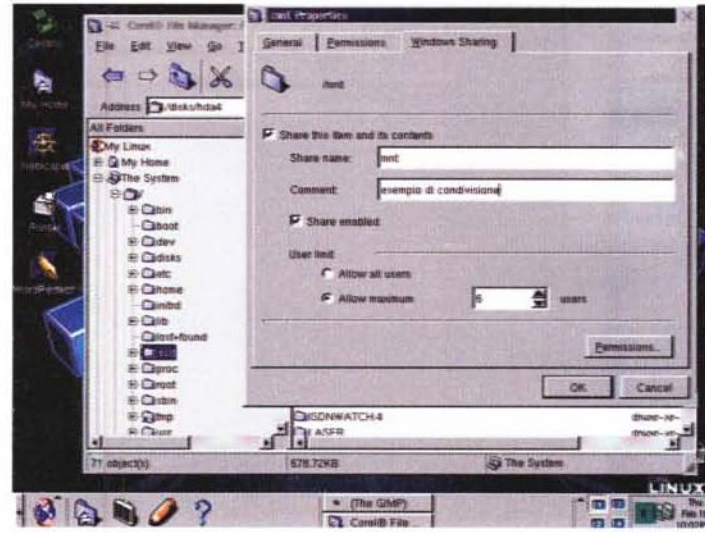 Corel® File Manager:
File Edit View Go
Address /disks/hda4
All Folders
My Linux
My Home
The System
/
bin
boot
dev
disks
etc
home
initrd
lib
lost+found
mnt
proc
root
sbin
tmp
usr
71 object(s)
678.72KB
The System
mnt Properties
General Permissions Windows Sharing
/mnt
Share this item and its contents
Share name: mnt
Comment: esempio di condivisione
Share enabled
User limit
Allow all users
Allow maximum 6 users
Permissions...
OK Cancel
GDNWATCH-4
LASER
My Home
Netscape
WordPerfect
LINUX
(The GIMP)
Corel® File